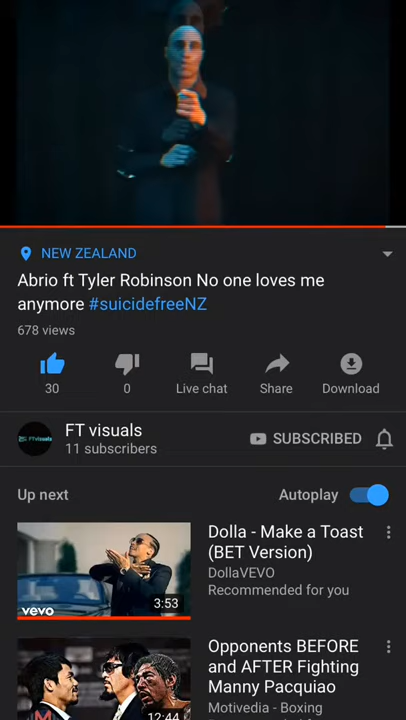 NEW ZEALAND
Abrio ft Tyler Robinson No one loves me
anymore #suicidefreeNZ
678 views
30
0
Live chat
Share
Download
FT visuals
FTvisuals
11 subscribers
SUBSCRIBED
Up next
Autoplay
Dolla - Make a Toast
(BET Version)
DollaVEVO
Recommended for you
vevo
3:53
Opponents BEFORE
and AFTER Fighting
Manny Pacquiao
Motivedia - Boxing
M
12:44